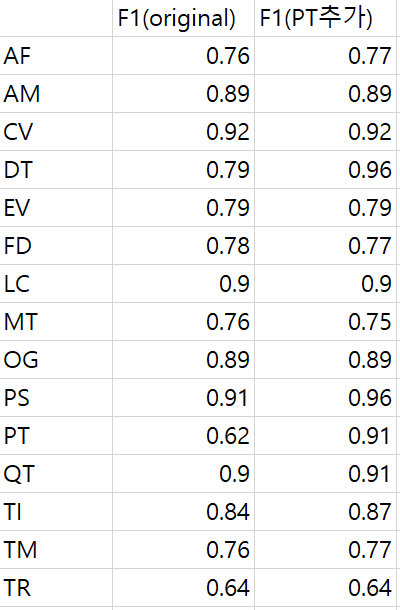 F1(original) F1(PT추가)
AF 0.76 0.77
AM 0.89 0.89
CV 0.92 0.92
DT 0.79 0.96
EV 0.79 0.79
FD 0.78 0.77
LC 0.9 0.9
MT 0.76 0.75
OG 0.89 0.89
PS 0.91 0.96
PT 0.62 0.91
QT 0.9 0.91
TI 0.84 0.87
TM 0.76 0.77
TR 0.64 0.64